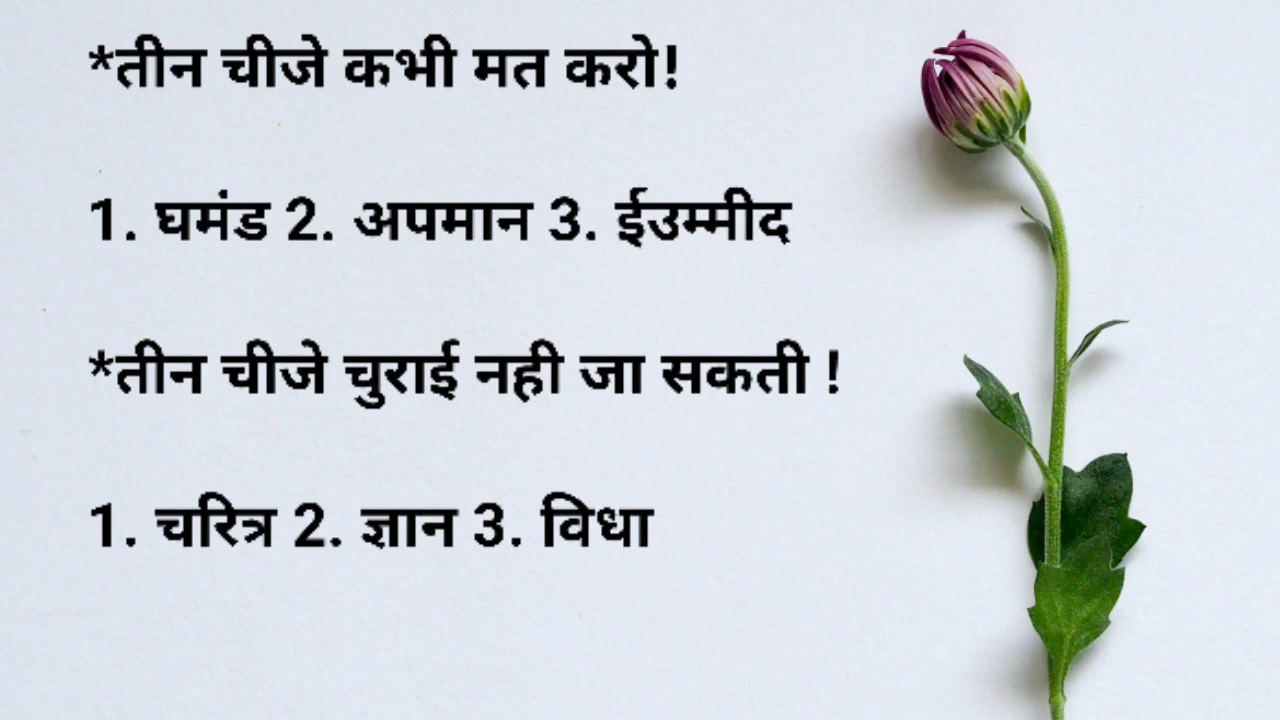 *तीन चीजे कभी मत करो!
1. घमंड 2. अपमान 3. ईउम्मीद
*तीन चीजे चुराई नही जा सकती !
1. चरित्र 2. ज्ञान 3. विधा